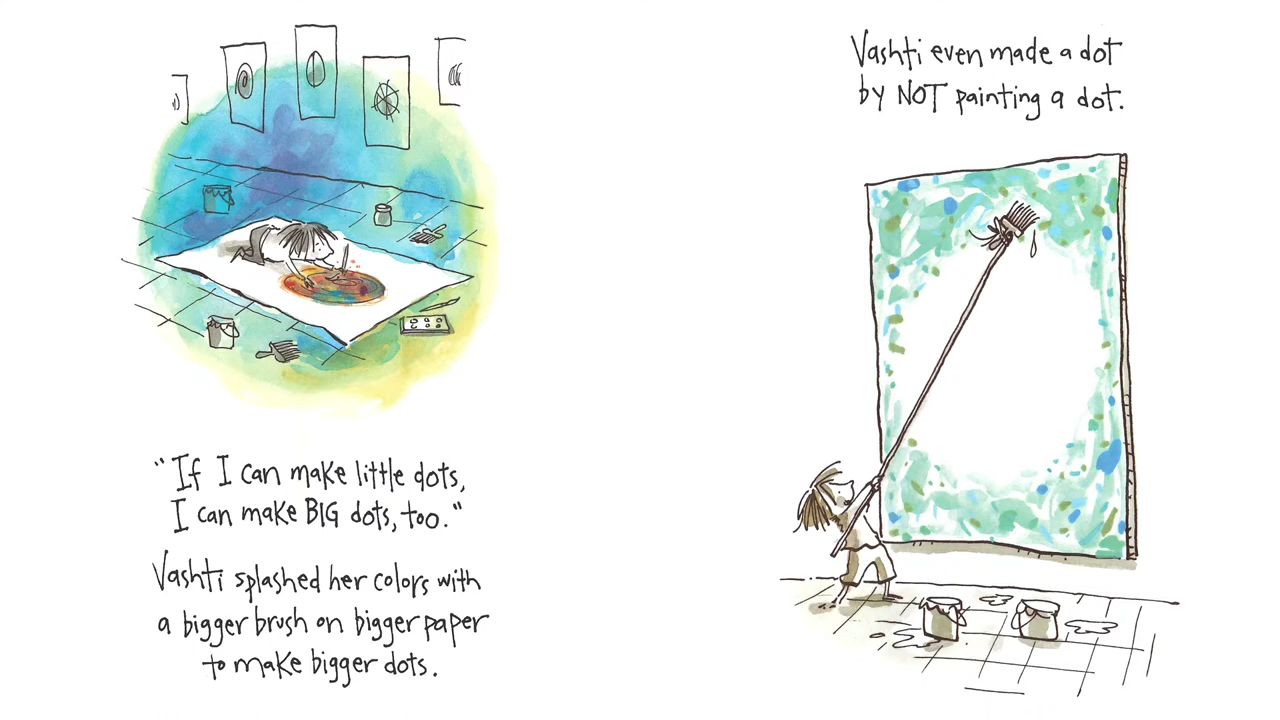 "If I can make little dots,
I can make BIG dots, too."
Vashti splashed her colors with
a bigger brush on bigger paper
to make bigger dots.
Vashti even made a dot
by NOT painting a dot.